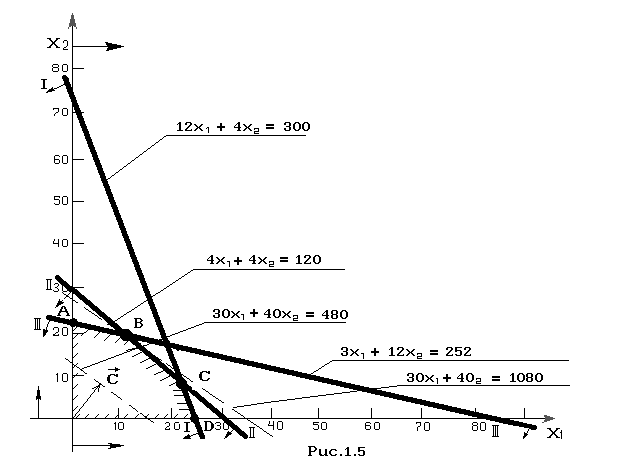 X2
80
I
70
12x1 + 4x2 = 300
60
50
40
4x1 + 4x2 = 120
II
30
A
30x1 + 40x2 = 480
III
20
B
3x1 + 12x2 = 252
10
C
C
30x1 + 402 = 1080
10
20
I
D
30
II
40
50
60
70
80
III
90
X1
Рис.1.5